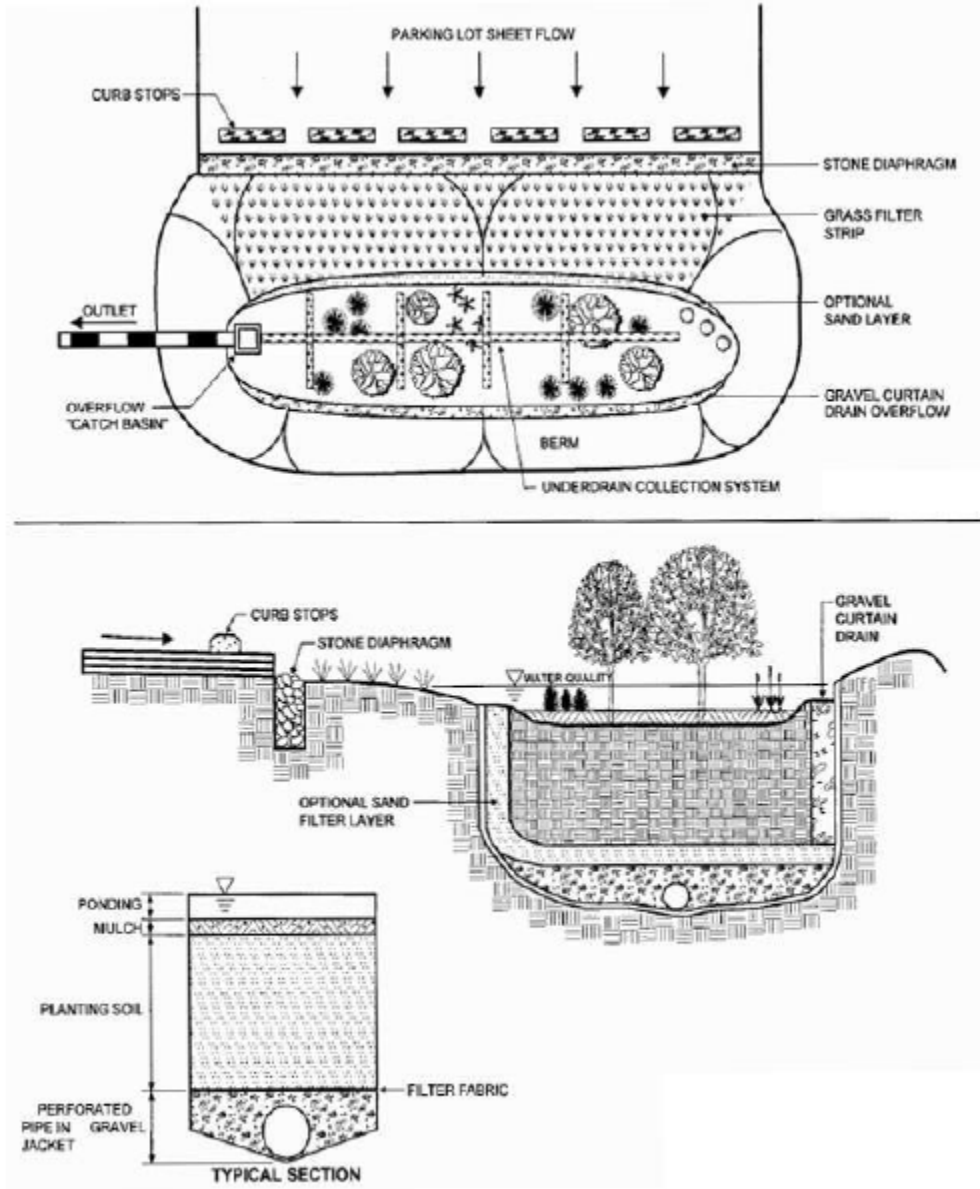 PARKING LOT SHEET FLOW
CURB STOPS
STONE DIAPHRAGM
GRASS FILTER
STRIP
OUTLET
OPTIONAL
SAND LAYER
OVERFLOW
"CATCH BASIN"
GRAVEL CURTAIN
DRAIN OVERFLOW
BERM
UNDERDRAIN COLLECTION SYSTEM
CURB STOPS
STONE DIAPHRAGM
GRAVEL
CURTAIN
DRAIN
WATER QUALITY
OPTIONAL SAND
FILTER LAYER
PONDING
MULCH
PLANTING SOIL
FILTER FABRIC
PERFORATED
PIPE IN GRAVEL
JACKET
TYPICAL SECTION